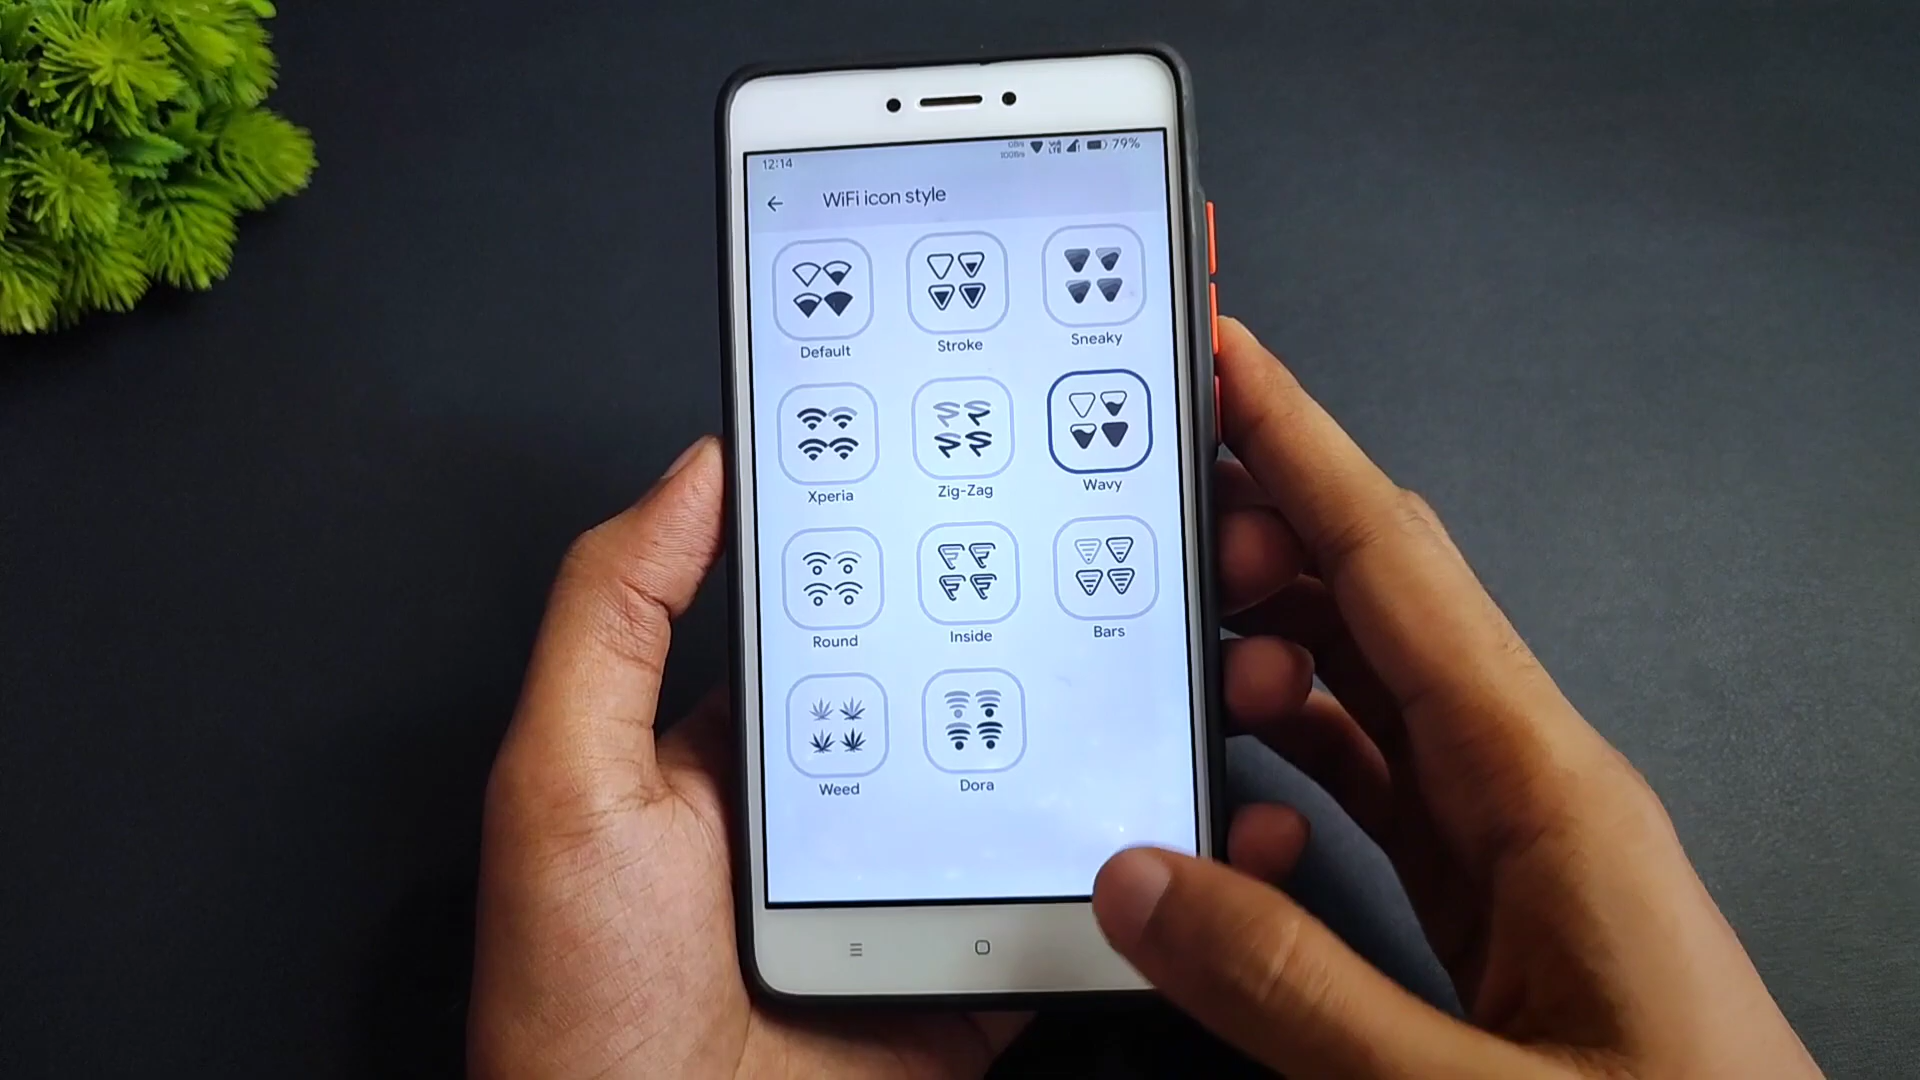 12:14
79%
WiFi icon style
Default
Stroke
Sneaky
Xperia
Zig-Zag
Wavy
Round
Inside
Bars
Weed
Dora